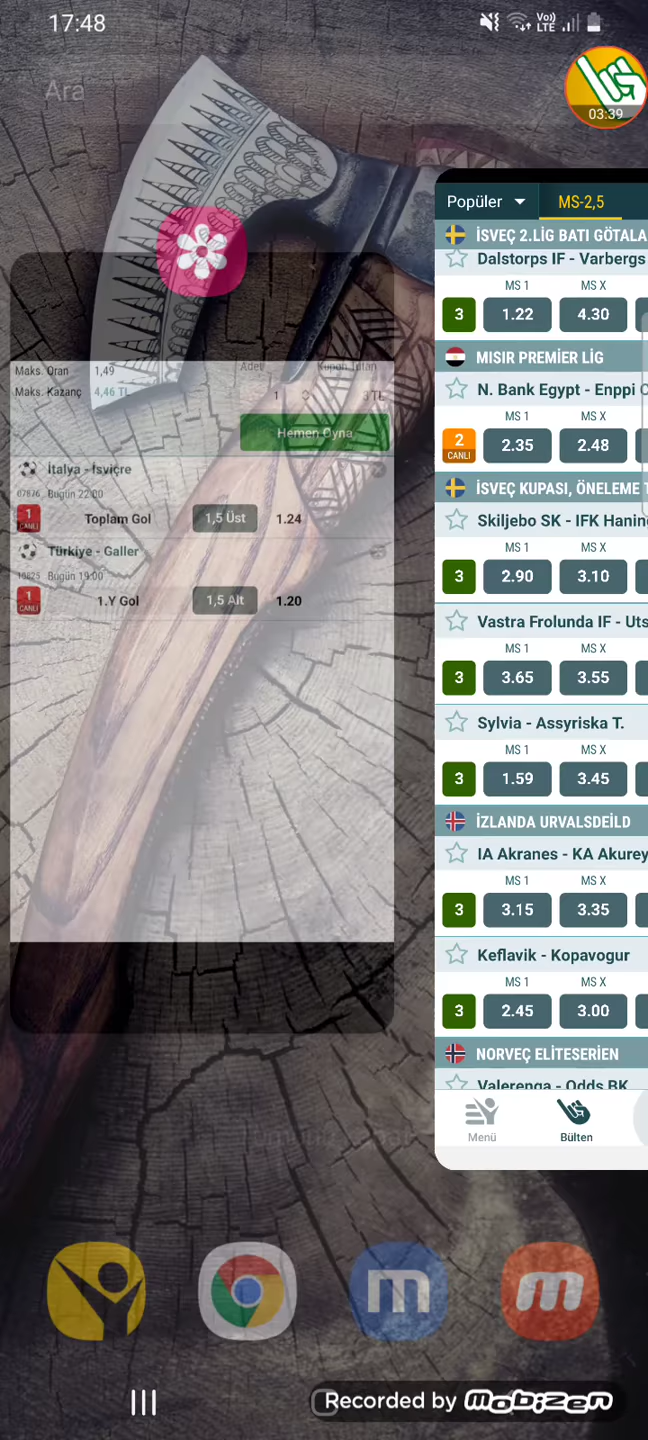 17:48
Vo))
LTE
Ara
03:39
Maks. Oran 1,49
Adet
Kupon Tutarı
Maks. Kazanç 4,46 TL
1
3 TL
Hemen Oyna
İtalya - İsviçre
07876 Bugün 22:00
1
CANLI
Toplam Gol 1,5 Üst 1.24
Türkiye - Galler
Bugün 19:00
1
CANLI
1.Y Gol 1,5 Alt 1.20
Popüler MS-2,5
İSVEÇ 2.LİG BATI GÖTALA
Dalstorps IF - Varbergs
MS 1 MS X
3 1.22 4.30
MISIR PREMİER LİG
N. Bank Egypt - Enppi C
MS 1 MS X
2
CANLI
2.35 2.48
İSVEÇ KUPASI, ÖNELEME T
Skiljebo SK - IFK Haning
MS 1 MS X
3 2.90 3.10
Vastra Frolunda IF - Uts
MS 1 MS X
3 3.65 3.55
Sylvia - Assyriska T.
MS 1 MS X
3 1.59 3.45
İZLANDA URVALSDEİLD
IA Akranes - KA Akurey
MS 1 MS X
3 3.15 3.35
Keflavik - Kopavogur
MS 1 MS X
3 2.45 3.00
NORVEÇ ELİTESERİEN
Valerenga - Odds BK
Menü Bülten
Recorded by mobizen